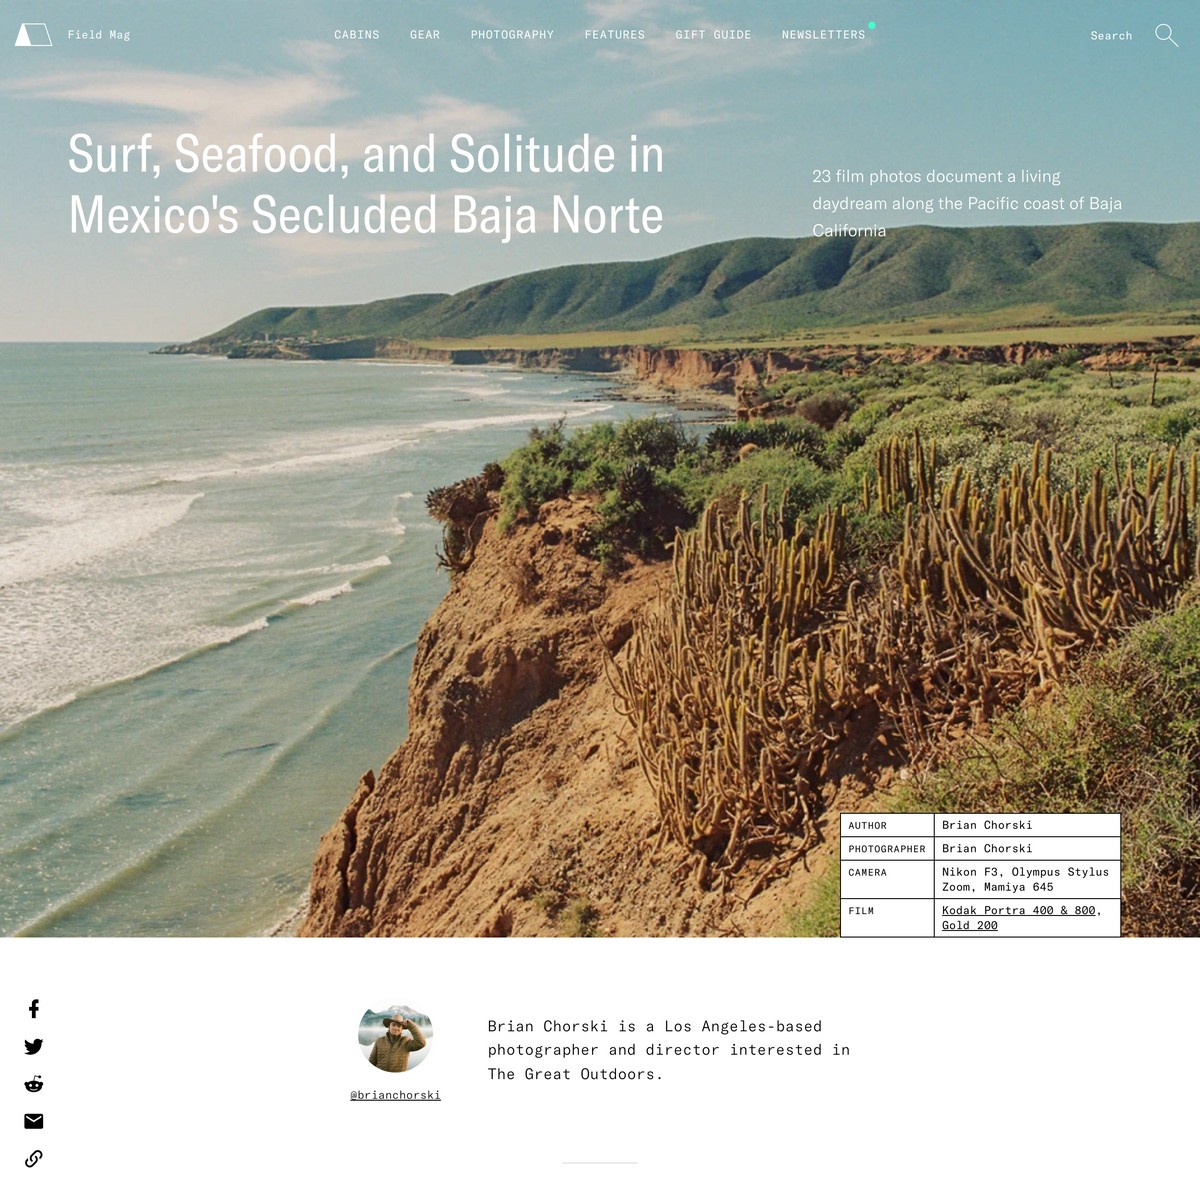 Field Mag
CABINS GEAR PHOTOGRAPHY FEATURES GIFT GUIDE NEWSLETTERS
Search
Surf, Seafood, and Solitude in
Mexico's Secluded Baja Norte
23 film photos document a living
daydream along the Pacific coast of Baja
California
AUTHOR Brian Chorski
PHOTOGRAPHER Brian Chorski
CAMERA Nikon F3, Olympus Stylus
Zoom, Mamiya 645
FILM Kodak Portra 400 & 800,
Gold 200
@brianchorski
Brian Chorski is a Los Angeles-based
photographer and director interested in
The Great Outdoors.